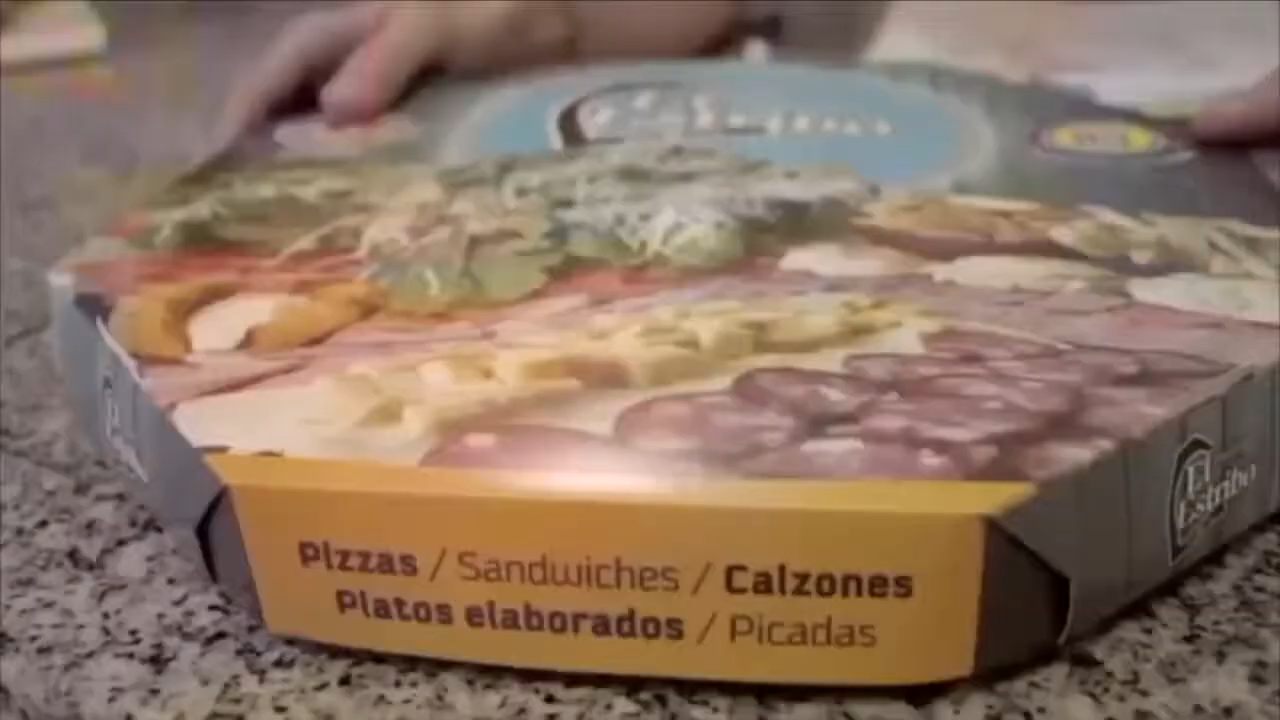 Pizzas / Sandwiches / Calzones
Platos elaborados / Picadas
El
Estribo